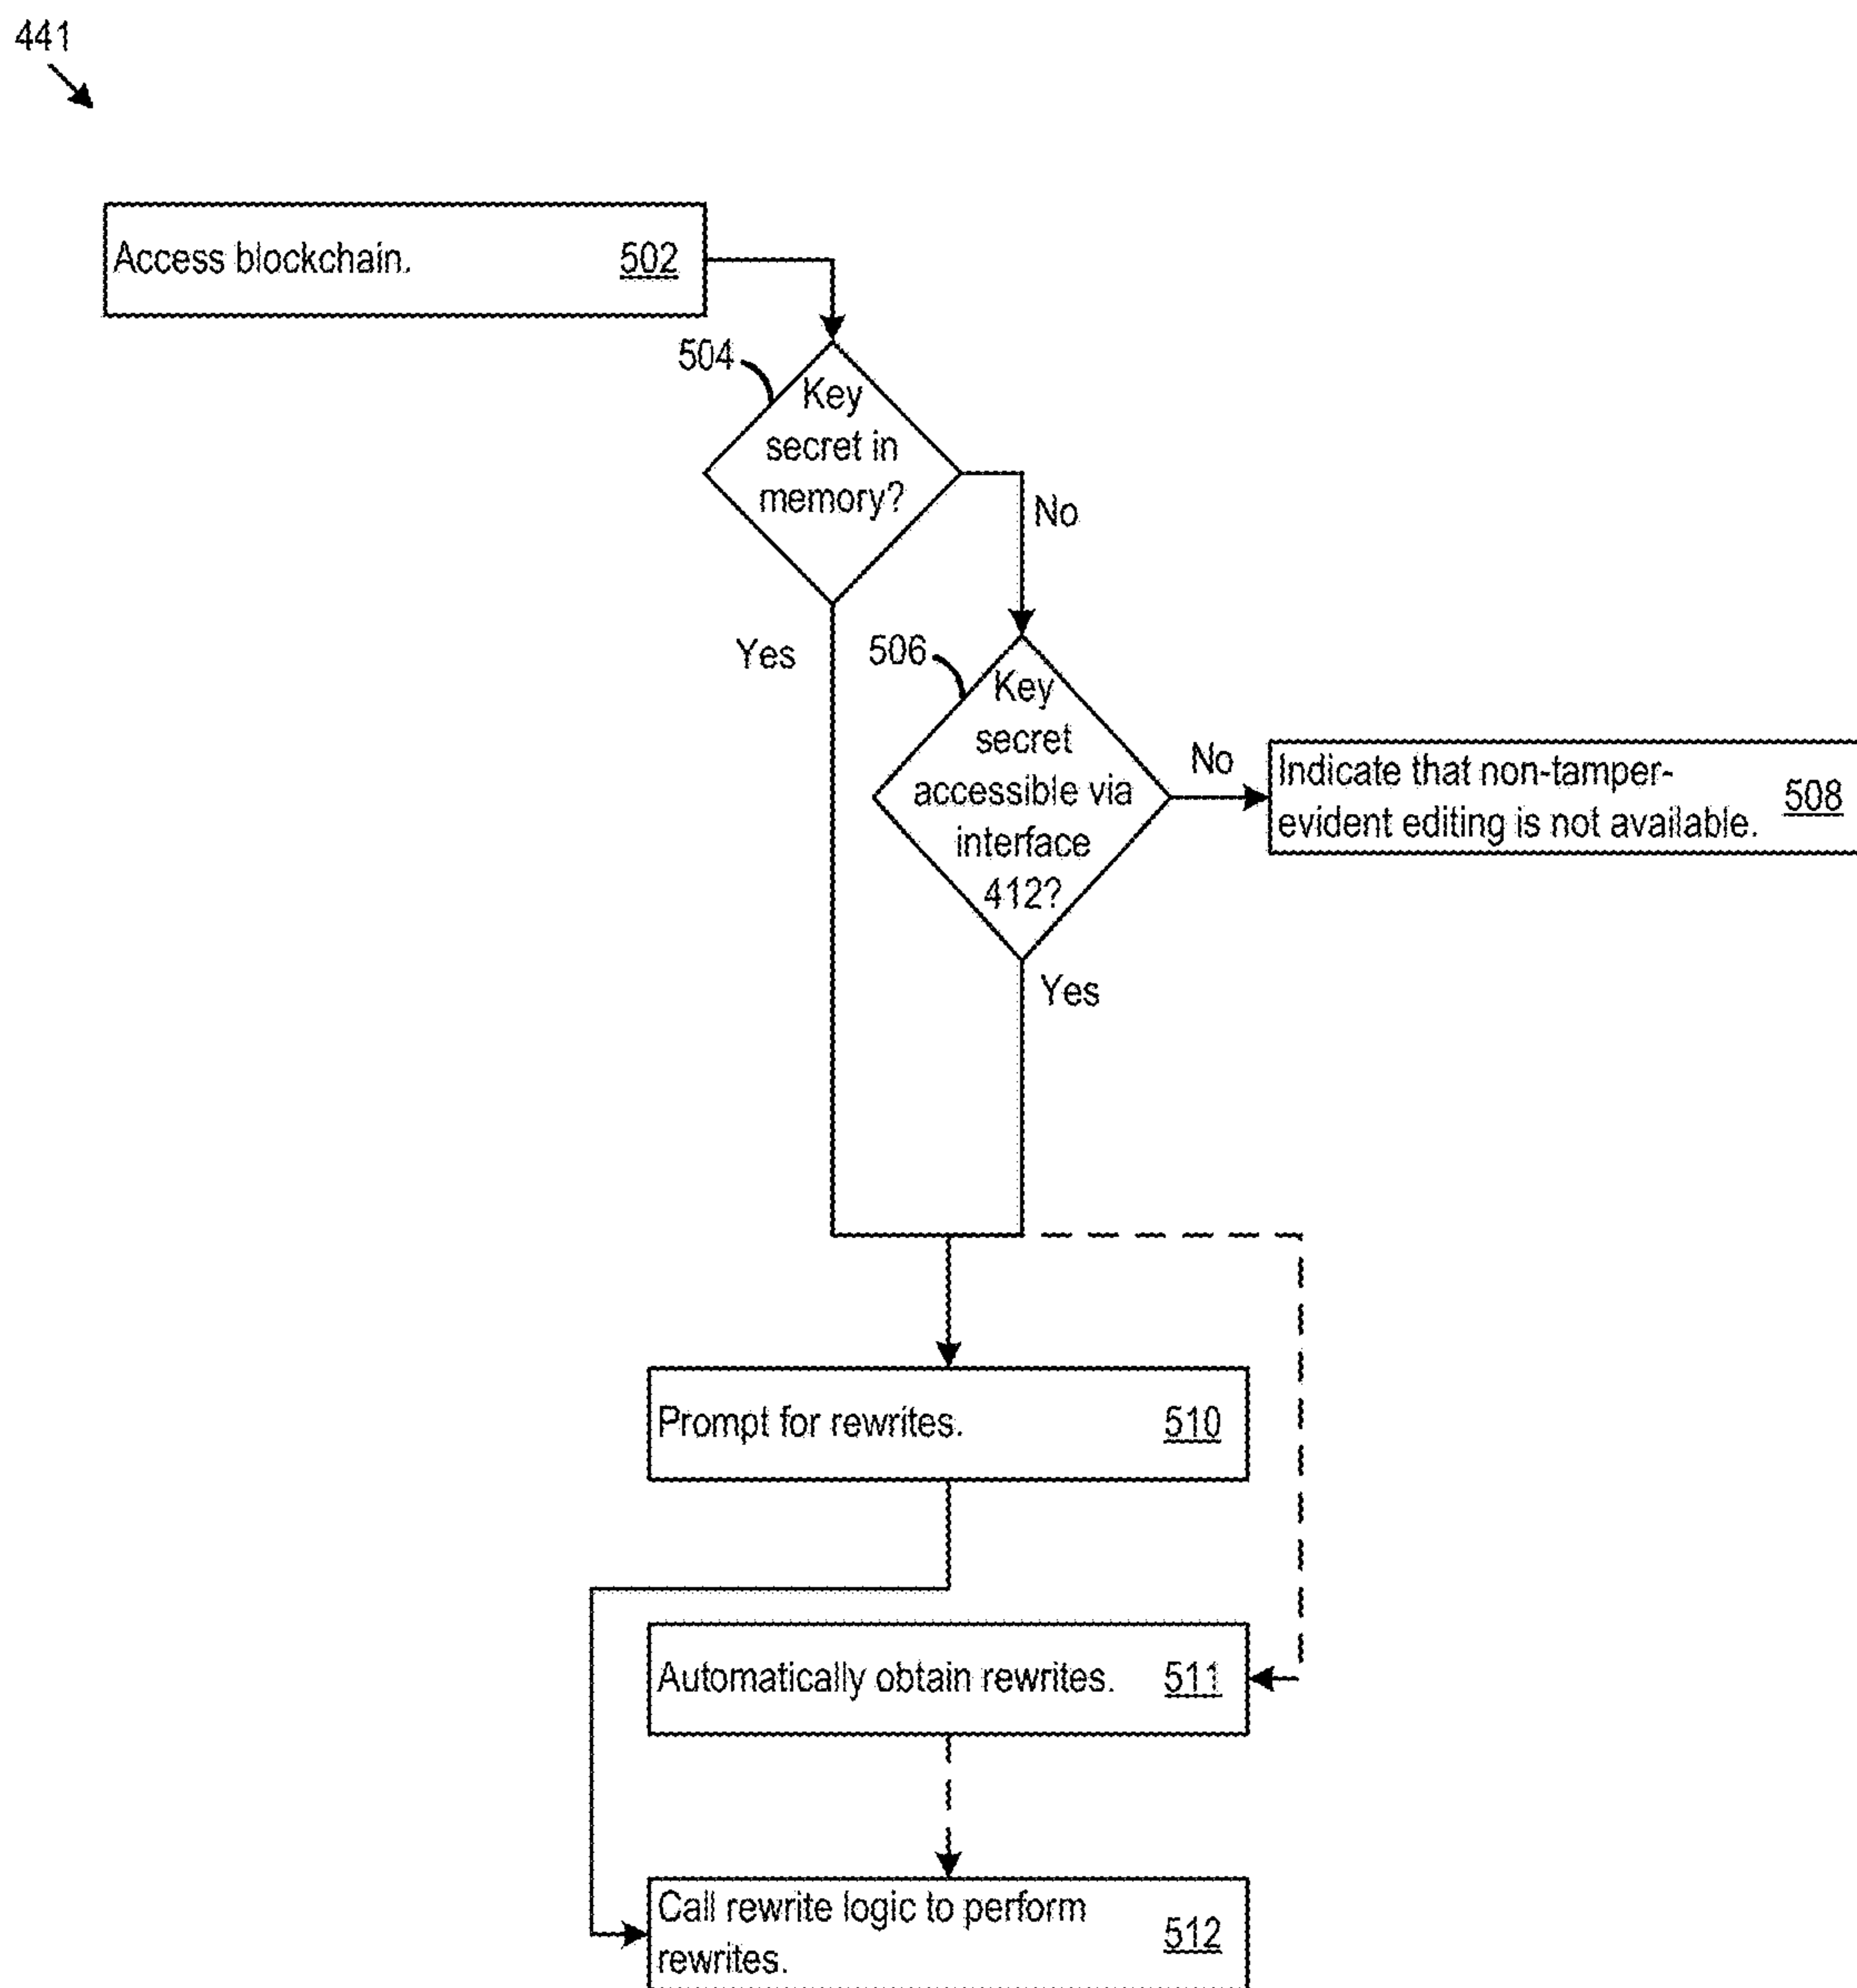 441
Access blockchain. 502
504
Key
secret in
memory?
No
Yes
506
Key
secret
accessible via
interface
412?
No
Indicate that non-tamper-
evident editing is not available.
508
Yes
Prompt for rewrites. 510
Automatically obtain rewrites. 511
Call rewrite logic to perform
rewrites.
512